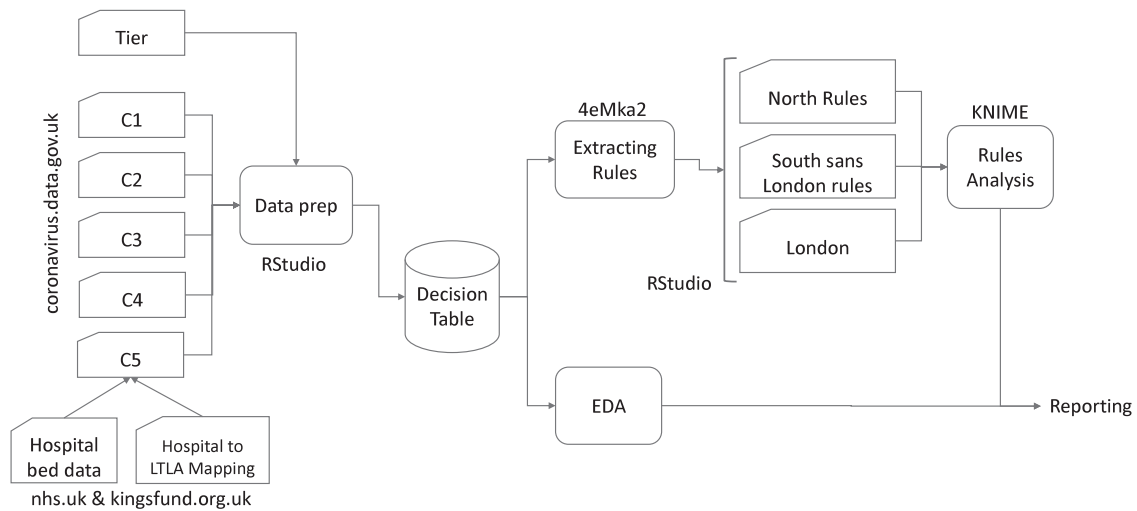 Tier
coronavirus.data.gov.uk
C1
C2
C3
C4
C5
Hospital
bed data
Hospital to
LTLA Mapping
nhs.uk & kingsfund.org.uk
Data prep
RStudio
Decision
Table
4eMka2
Extracting
Rules
EDA
RStudio
North Rules
South sans
London rules
London
KNIME
Rules
Analysis
Reporting